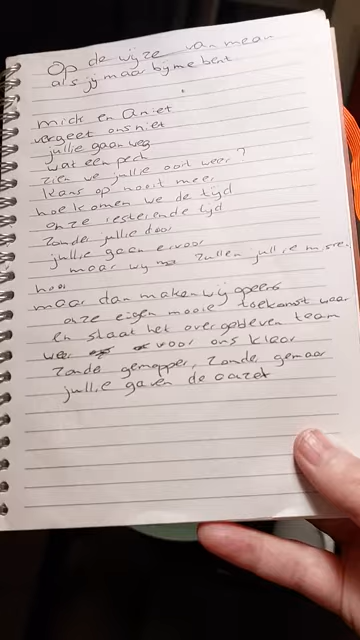 Op de wijze van meer
als jij maar bij me bent
mick en Aniet
vergeet ons niet
jullie gaan weg
wat een pech
zien we jullie ooit weer?
kans op nooit meer
hoe komen we de tijd
onze resterende tijd
Zonder jullie door
jullie gaan ervoor
maar wij Zullen jullie missen
hoor
maar dan maken wij
onze eigen mooie toekomst waar
en staat het overgebleven team
weer voor ons klaar
Zonder gemopper, Zonder gemaar
jullie gaven de aanzet